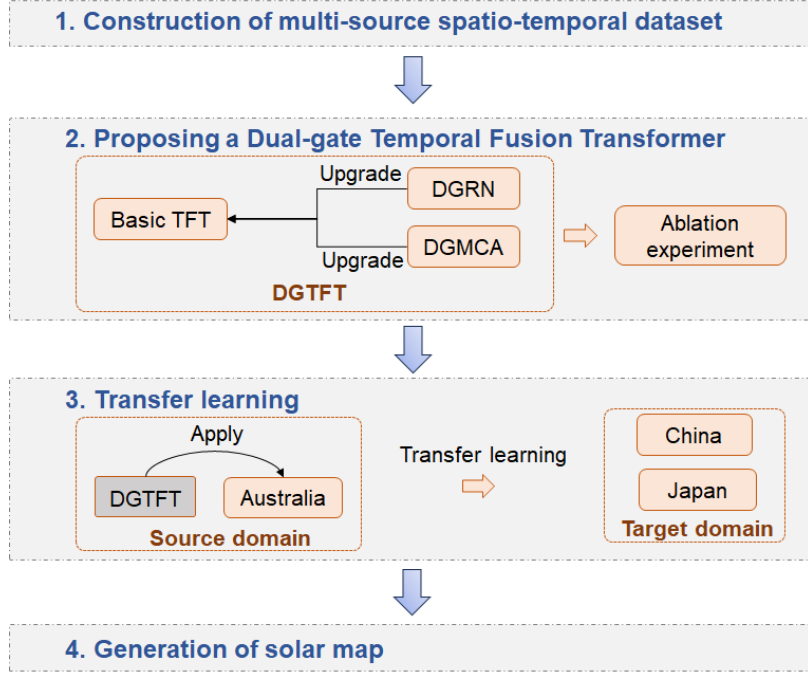 1. Construction of multi-source spatio-temporal dataset
2. Proposing a Dual-gate Temporal Fusion Transformer
Upgrade
DGRN
Basic TFT
Upgrade
DGMCA
DGTFT
Ablation
experiment
3. Transfer learning
Apply
DGTFT
Australia
Source domain
Transfer learning
China
Japan
Target domain
4. Generation of solar map